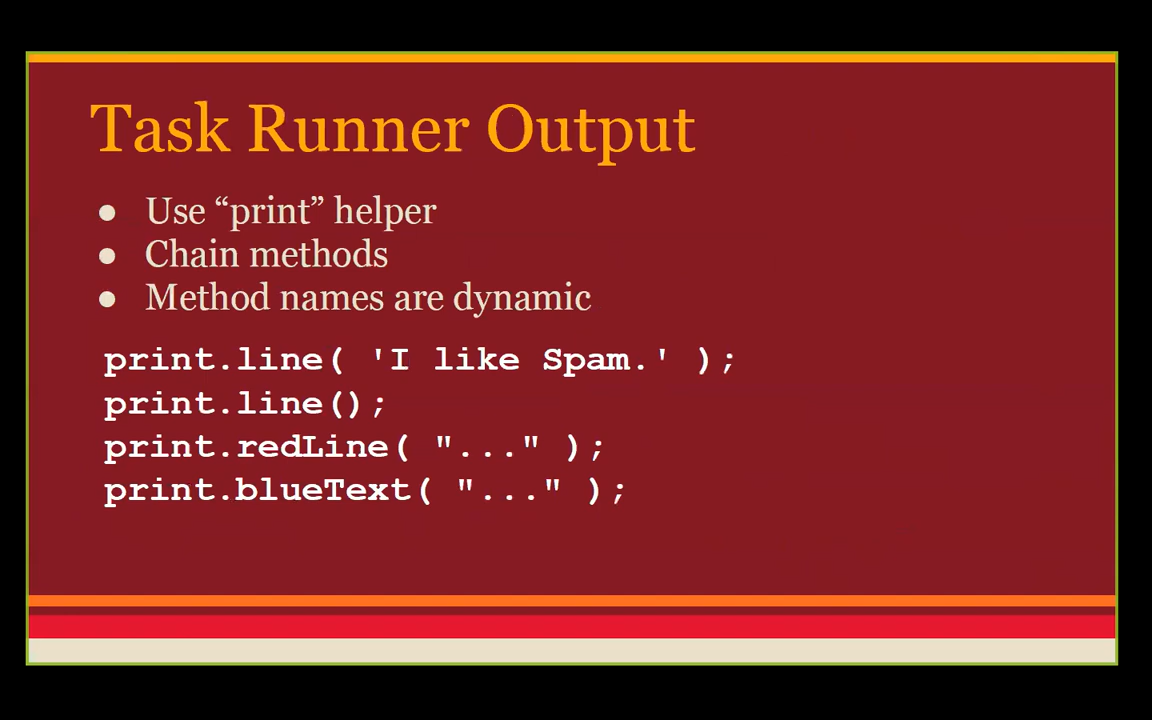 Task Runner Output
● Use “print” helper
● Chain methods
● Method names are dynamic
print.line( 'I like Spam.' );
print.line();
print.redLine( "..." );
print.blueText( "..." );